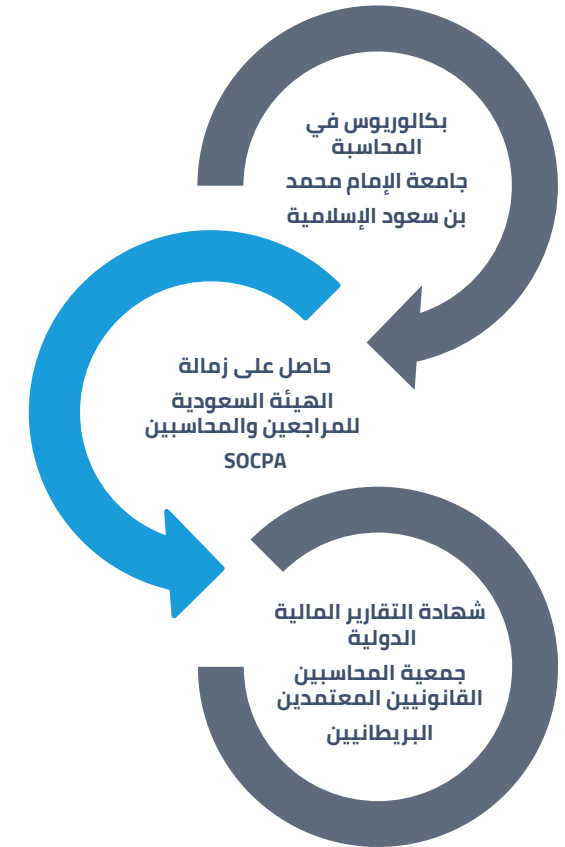 بكالوريوس في
المحاسبة
جامعة الإمام محمد
بن سعود الإسلامية
حاصل على زمالة
الهيئة السعودية
للمراجعين والمحاسبين
SOCPA
شهادة التقارير المالية
الدولية
جمعية المحاسبين
القانونيين المعتمدين
البريطانيين